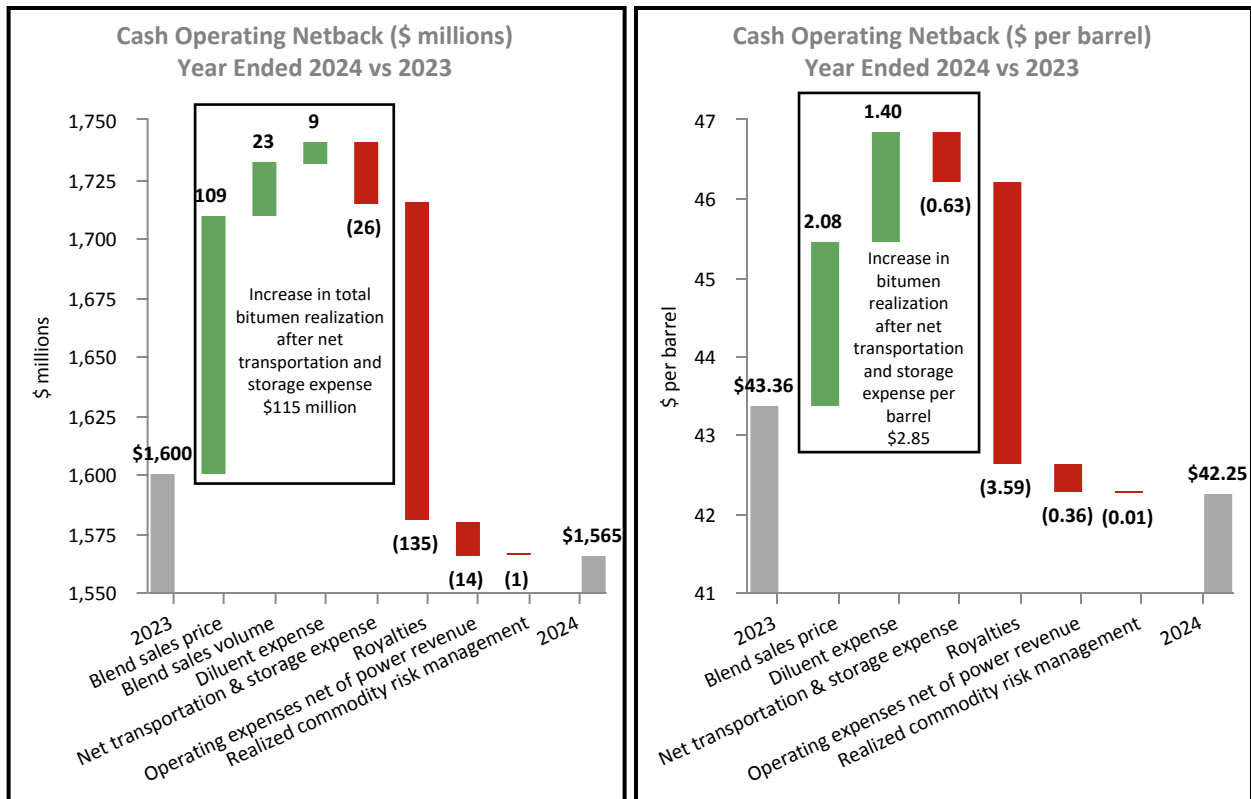 Cash Operating Netback ($ millions)
Year Ended 2024 vs 2023
$ millions
1,750
1,725
1,700
1,675
1,650
1,625
1,600
1,575
1,550
$1,600
109
23
9
(26)
Increase in total
bitumen realization
after net
transportation and
storage expense
$115 million
(135)
(14)
(1)
$1,565
2023
Blend sales price
Blend sales volume
Diluent expense
Net transportation & storage expense
Royalties
Operating expenses net of power revenue
Realized commodity risk management
2024
Cash Operating Netback ($ per barrel)
Year Ended 2024 vs 2023
$ per barrel
47
46
45
44
43
42
41
$43.36
2.08
1.40
(0.63)
Increase in
bitumen
realization
after net
transportation
and storage
expense per
barrel
$2.85
(3.59)
(0.36)
(0.01)
$42.25
2023
Blend sales price
Diluent expense
Net transportation & storage expense
Royalties
Operating expenses net of power revenue
Realized commodity risk management
2024